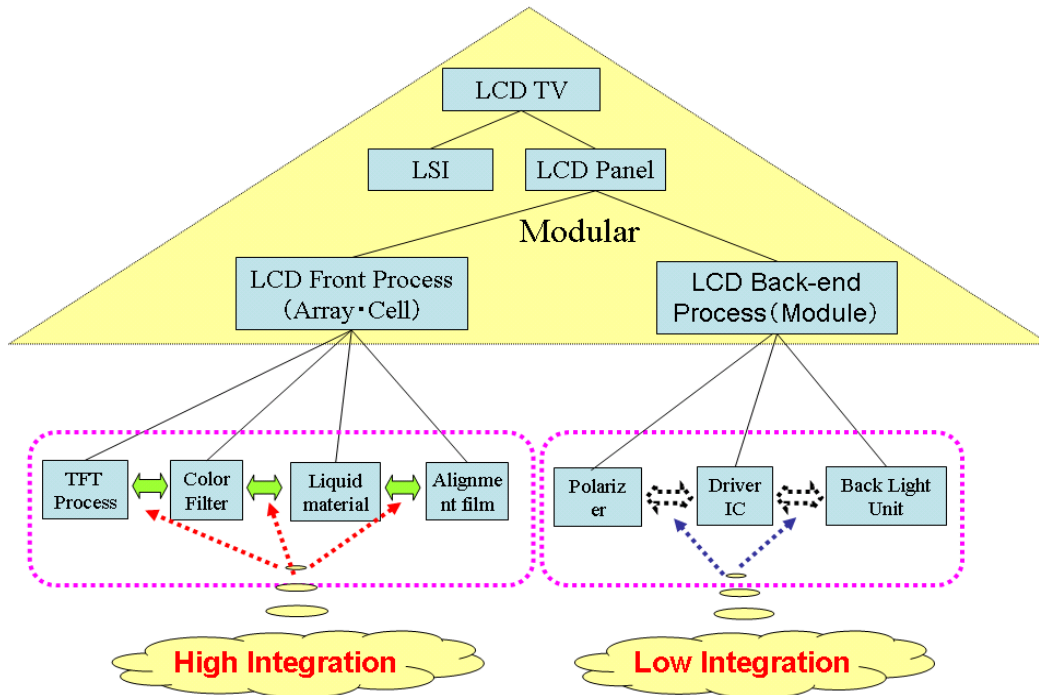 LCD TV
LSI
LCD Panel
Modular
LCD Front Process
（Array・Cell）
LCD Back-end
Process（Module）
TFT
Process
Color
Filter
Liquid
material
Alignme
nt film
Polariz
er
Driver
IC
Back Light
Unit
High Integration
Low Integration